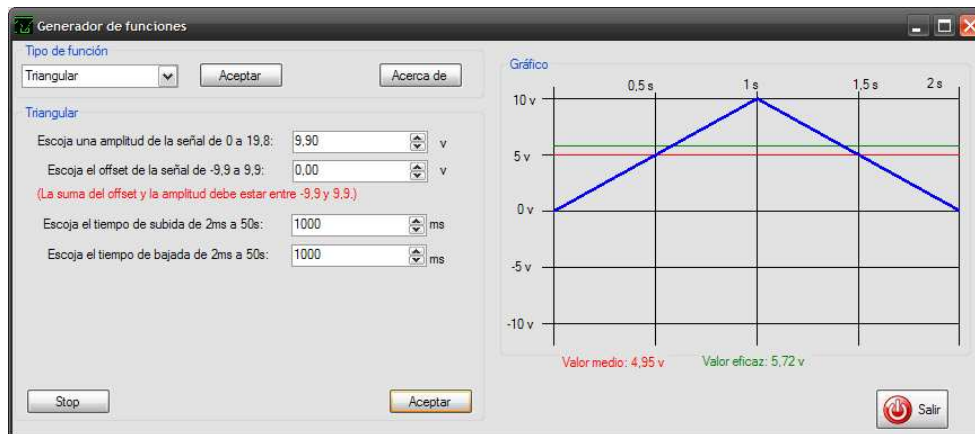 Generador de funciones
Tipo de función
Triangular
Aceptar
Acerca de
Triangular
Escoja una amplitud de la señal de 0 a 19,8: 9,90 v
Escoja el offset de la señal de -9,9 a 9,9: 0,00 v
(La suma del offset y la amplitud debe estar entre -9,9 y 9,9.)
Escoja el tiempo de subida de 2ms a 50s: 1000 ms
Escoja el tiempo de bajada de 2ms a 50s: 1000 ms
Stop
Aceptar
Gráfico
0,5 s 1 s 1,5 s 2 s
10 v
5 v
0 v
-5 v
-10 v
Valor medio: 4,95 v Valor eficaz: 5,72 v
Salir